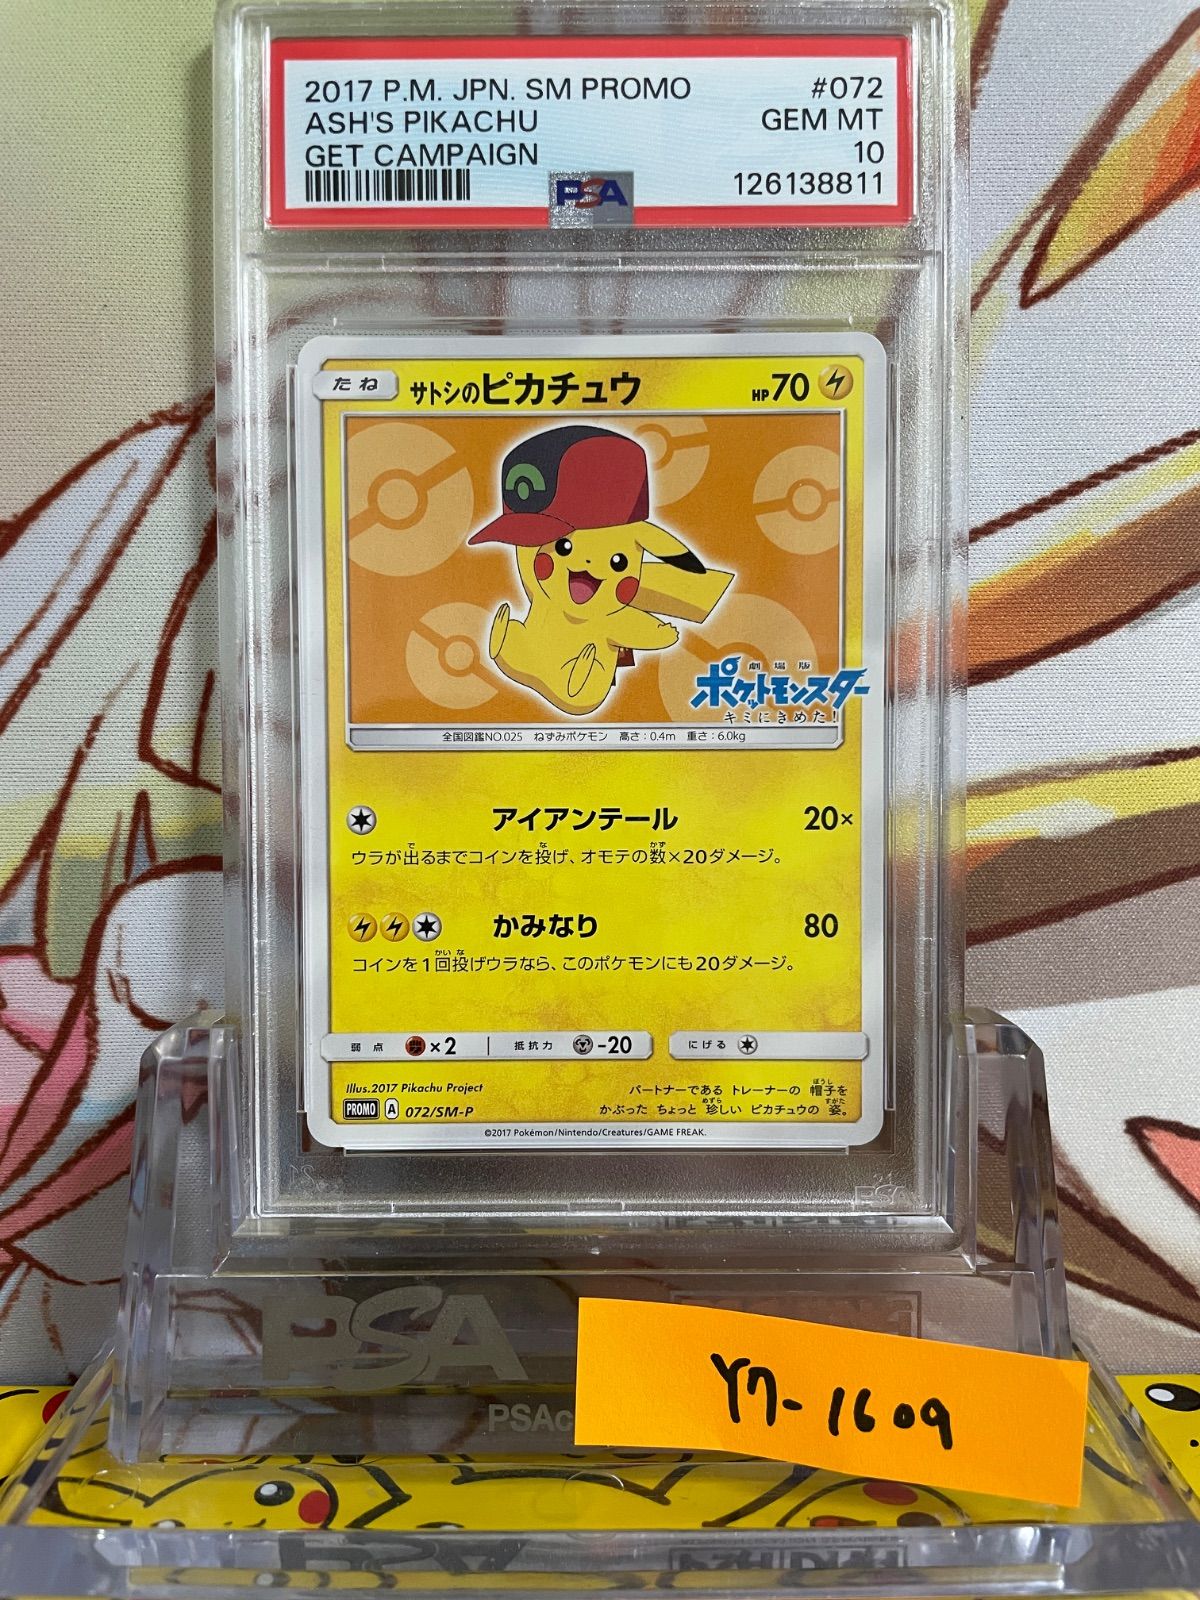 2017 P.M. JPN. SM PROMO #072
ASH'S PIKACHU GEM MT
GET CAMPAIGN 10
PSA 126138811
たね サトシのピカチュウ HP70
劇場版
ポケットモンスター
キミにきめた!
全国図鑑NO.025 ねずみポケモン 高さ:0.4m 重さ:6.0kg
アイアンテール 20×
ウラが出るまでコインを投げ、オモテの数×20ダメージ。
かみなり 80
コインを1回投げウラなら、このポケモンにも20ダメージ。
弱点 ×2 抵抗力 -20 にげる
Illus.2017 Pikachu Project
パートナーである トレーナーの 帽子を
かぶった ちょっと 珍しい ピカチュウの 姿。
PROMO A 072/SM-P
©2017 Pokémon/Nintendo/Creatures/GAME FREAK.
PSA
PSA
PSAc
Y7-1609